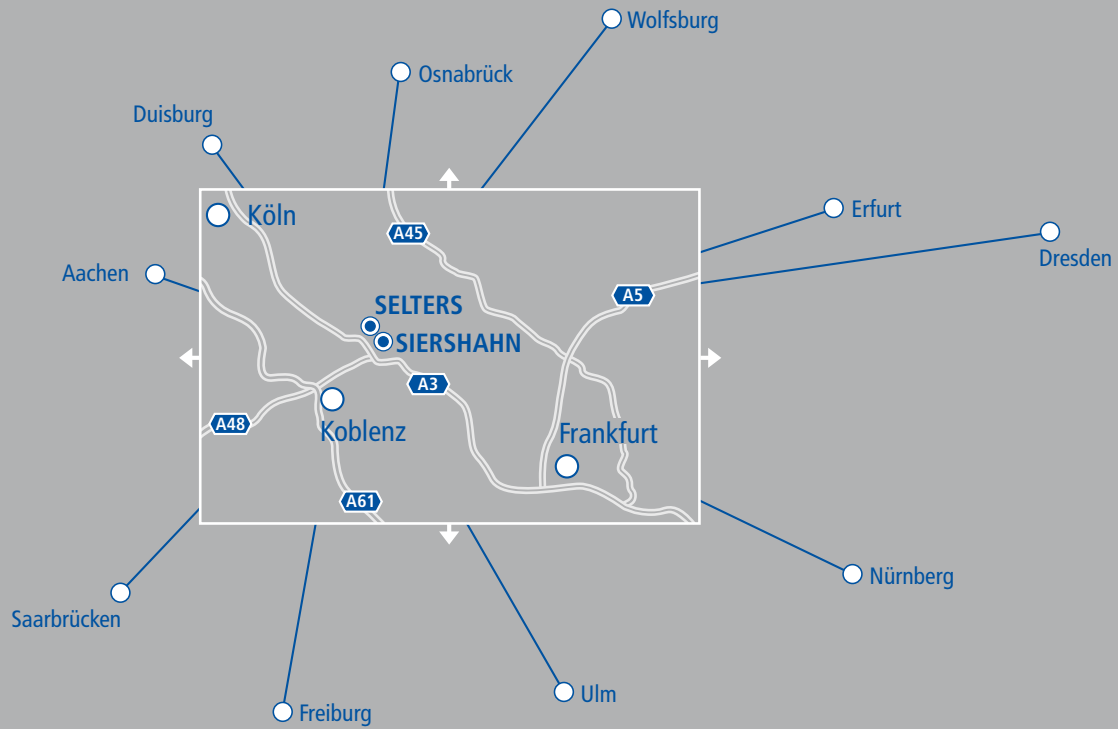 Wolfsburg
Osnabrück
Duisburg
Erfurt
Köln
A45
Dresden
Aachen
A5
SELTERS
SIERSHAHN
A3
A48
Koblenz
Frankfurt
A61
Nürnberg
Saarbrücken
Ulm
Freiburg